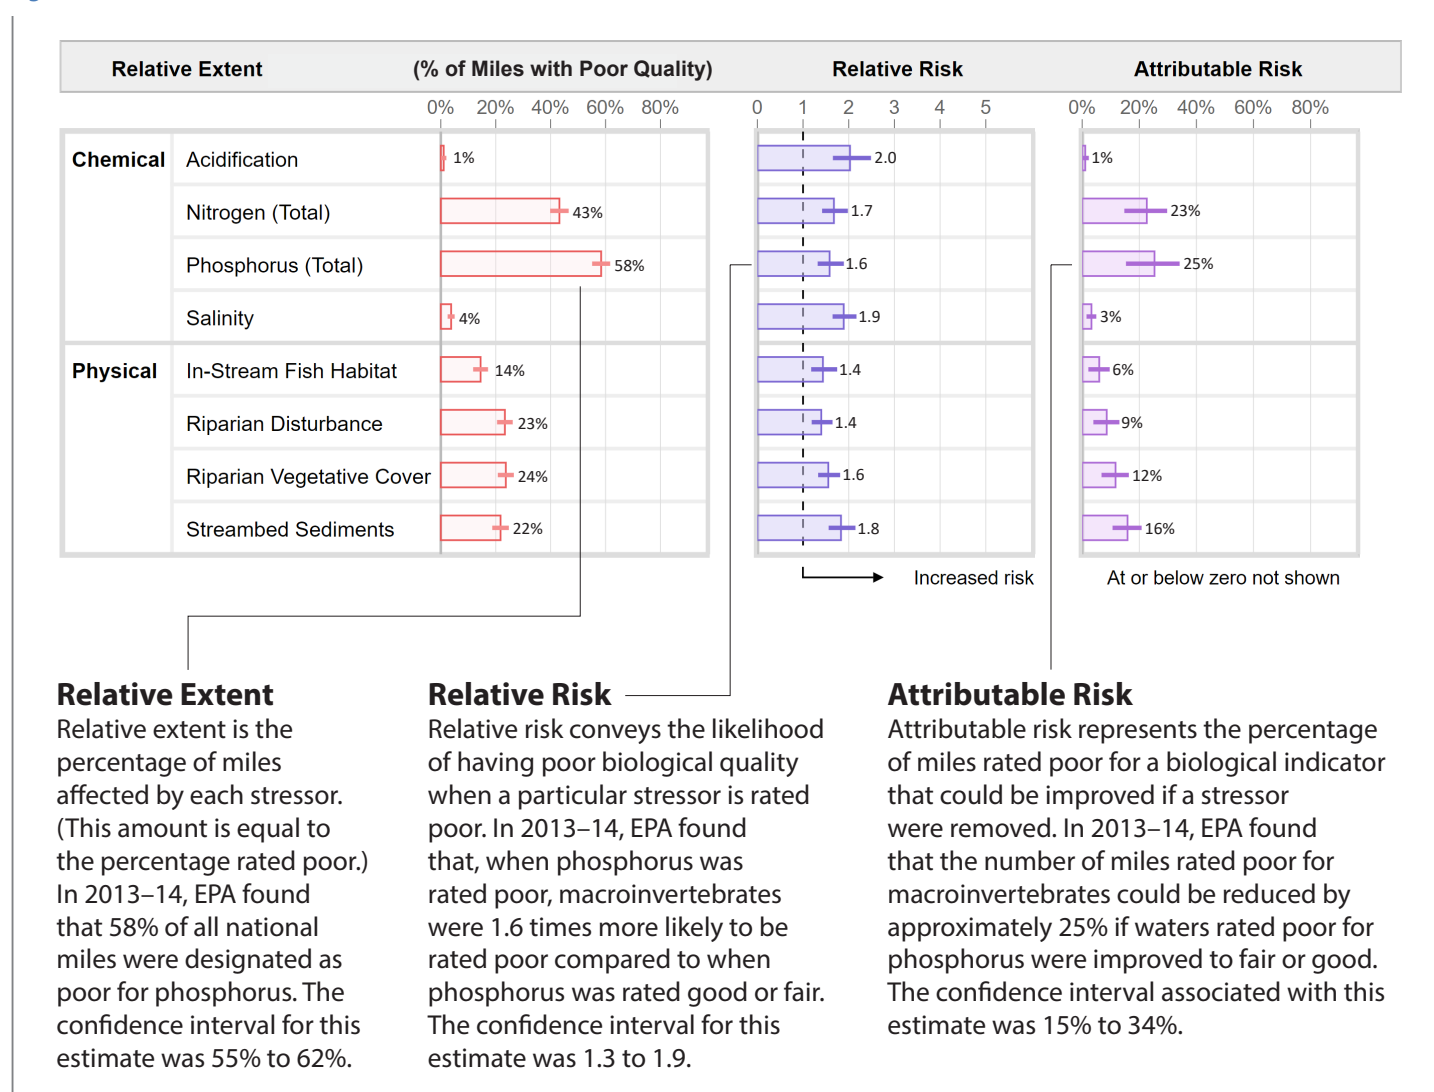 Relative Extent (% of Miles with Poor Quality) Relative Risk Attributable Risk
0% 20% 40% 60% 80% 0 1 2 3 4 5 0% 20% 40% 60% 80%
Chemical Acidification 1% 2.0 1%
Nitrogen (Total) 43% 1.7 23%
Phosphorus (Total) 58% 1.6 25%
Salinity 4% 1.9 3%
Physical In-Stream Fish Habitat 14% 1.4 6%
Riparian Disturbance 23% 1.4 9%
Riparian Vegetative Cover 24% 1.6 12%
Streambed Sediments 22% 1.8 16%
Increased risk At or below zero not shown
Relative Extent
Relative extent is the
percentage of miles
affected by each stressor.
(This amount is equal to
the percentage rated poor.)
In 2013–14, EPA found
that 58% of all national
miles were designated as
poor for phosphorus. The
confidence interval for this
estimate was 55% to 62%.
Relative Risk
Relative risk conveys the likelihood
of having poor biological quality
when a particular stressor is rated
poor. In 2013–14, EPA found
that, when phosphorus was
rated poor, macroinvertebrates
were 1.6 times more likely to be
rated poor compared to when
phosphorus was rated good or fair.
The confidence interval for this
estimate was 1.3 to 1.9.
Attributable Risk
Attributable risk represents the percentage
of miles rated poor for a biological indicator
that could be improved if a stressor
were removed. In 2013–14, EPA found
that the number of miles rated poor for
macroinvertebrates could be reduced by
approximately 25% if waters rated poor for
phosphorus were improved to fair or good.
The confidence interval associated with this
estimate was 15% to 34%.